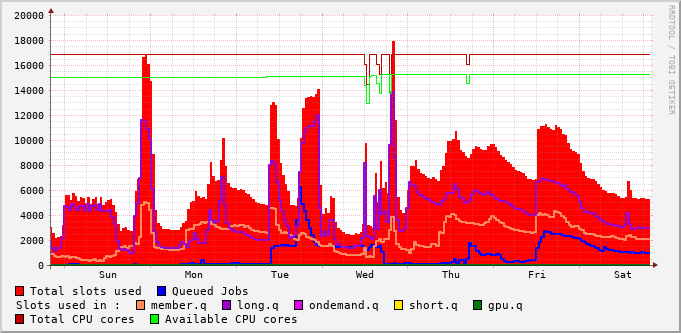 RRDTOOL / TOBI OETIKER
20000
18000
16000
14000
12000
10000
8000
6000
4000
2000
0
Sun Mon Tue Wed Thu Fri Sat
Total slots used Queued Jobs
Slots used in : member.q long.q ondemand.q short.q gpu.q
Total CPU cores Available CPU cores